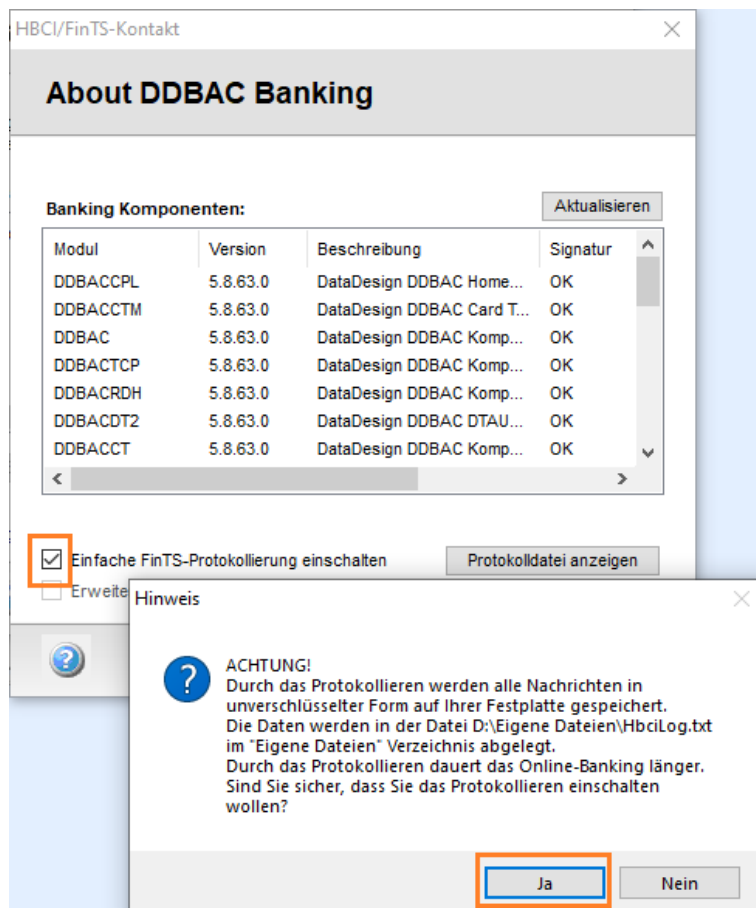 HBCI/FinTS-Kontakt
About DDBAC Banking
Banking Komponenten:
Aktualisieren
Modul Version Beschreibung Signatur
DDBACCPL 5.8.63.0 DataDesign DDBAC Home... OK
DDBACCTM 5.8.63.0 DataDesign DDBAC Card T... OK
DDBAC 5.8.63.0 DataDesign DDBAC Komp... OK
DDBACTCP 5.8.63.0 DataDesign DDBAC Komp... OK
DDBACRDH 5.8.63.0 DataDesign DDBAC Komp... OK
DDBACDT2 5.8.63.0 DataDesign DDBAC DTAU... OK
DDBACCT 5.8.63.0 DataDesign DDBAC Komp... OK
Einfache FinTS-Protokollierung einschalten
Protokolldatei anzeigen
Erweite
Hinweis
ACHTUNG!
Durch das Protokollieren werden alle Nachrichten in
unverschlüsselter Form auf Ihrer Festplatte gespeichert.
Die Daten werden in der Datei D:\Eigene Dateien\HbciLog.txt
im "Eigene Dateien" Verzeichnis abgelegt.
Durch das Protokollieren dauert das Online-Banking länger.
Sind Sie sicher, dass Sie das Protokollieren einschalten
wollen?
Ja
Nein